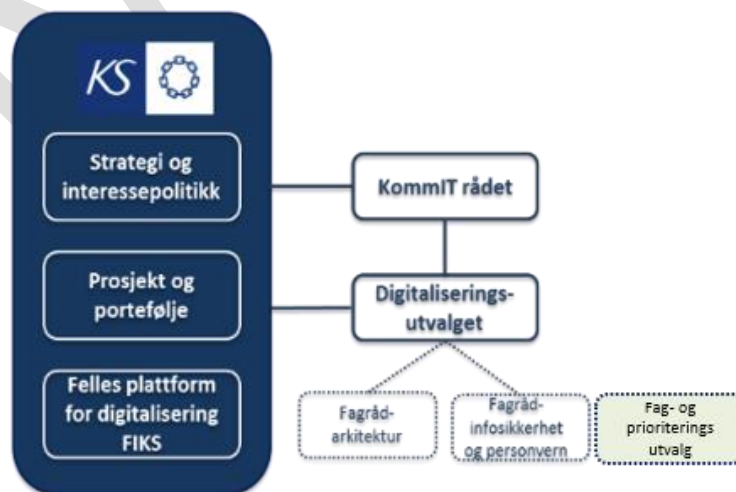 KS
Strategi og
interessepolitikk
KommIT rådet
Prosjekt og
portefølje
Digitaliserings-
utvalget
Felles plattform
for digitalisering
FIKS
Fagråd-
arkitektur
Fagråd-
infosikkerhet
og personvern
Fag- og
prioriterings
utvalg